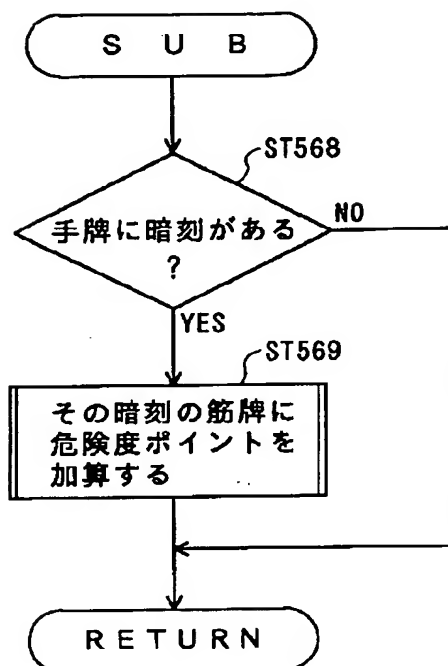 SUB
ST568
手牌に暗刻がある
?
NO
YES
ST569
その暗刻の筋牌に
危険度ポイントを
加算する
RETURN